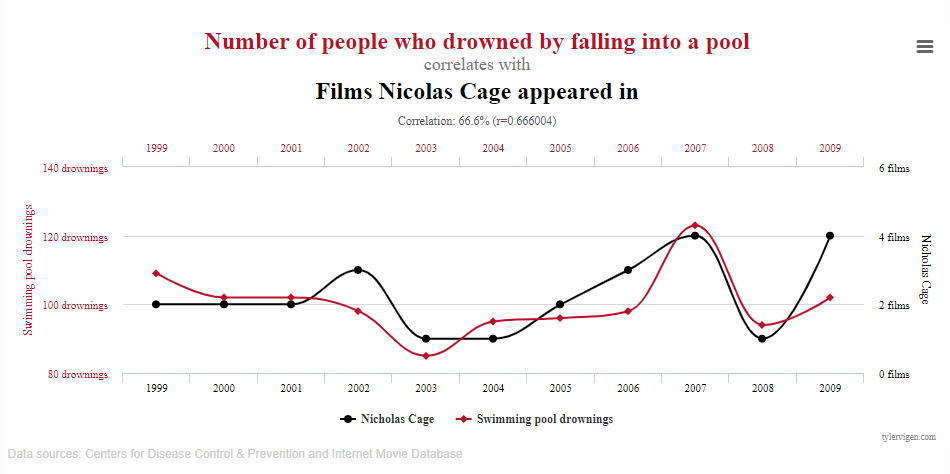 Number of people who drowned by falling into a pool
correlates with
Films Nicolas Cage appeared in
Correlation: 66.6% (r=0.666004)
1999 2000 2001 2002 2003 2004 2005 2006 2007 2008 2009
140 drownings 6 films
120 drownings 4 films
100 drownings 2 films
80 drownings 0 films
Swimming pool drownings
Nicholas Cage
1999 2000 2001 2002 2003 2004 2005 2006 2007 2008 2009
Nicholas Cage Swimming pool drownings
tylervigen.com
Data sources: Centers for Disease Control & Prevention and Internet Movie Database